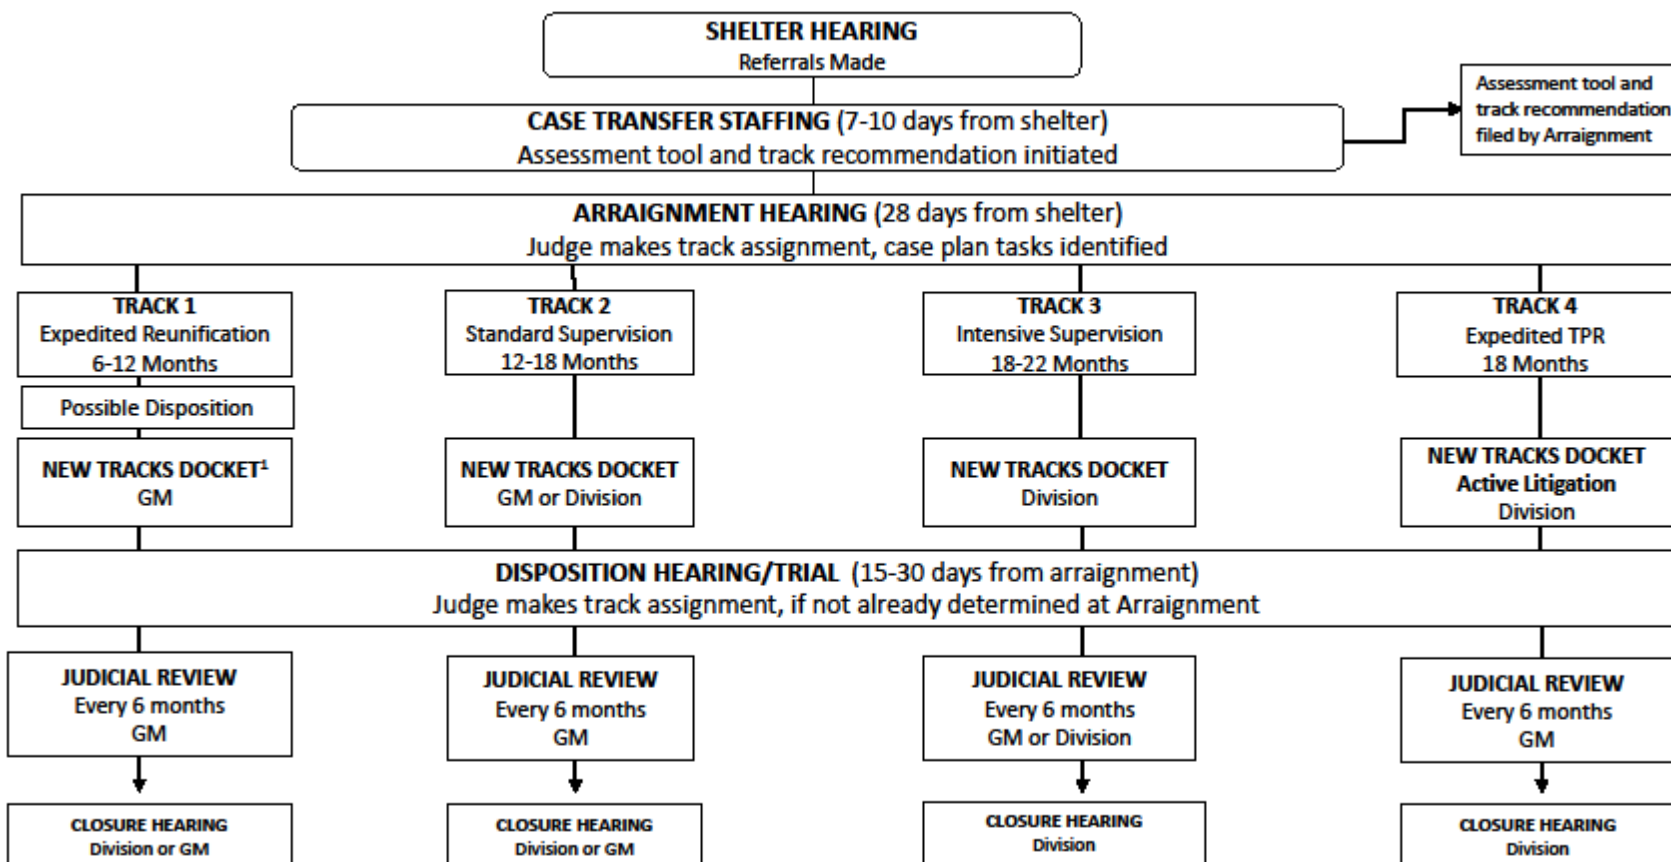 SHELTER HEARING
Referrals Made
CASE TRANSFER STAFFING (7-10 days from shelter)
Assessment tool and track recommendation initiated
Assessment tool and
track recommendation
filed by Arraignment
ARRAIGNMENT HEARING (28 days from shelter)
Judge makes track assignment, case plan tasks identified
TRACK 1
Expedited Reunification
6-12 Months
TRACK 2
Standard Supervision
12-18 Months
TRACK 3
Intensive Supervision
18-22 Months
TRACK 4
Expedited TPR
18 Months
Possible Disposition
NEW TRACKS DOCKET¹
GM
NEW TRACKS DOCKET
GM or Division
NEW TRACKS DOCKET
Division
NEW TRACKS DOCKET
Active Litigation
Division
DISPOSITION HEARING/TRIAL (15-30 days from arraignment)
Judge makes track assignment, if not already determined at Arraignment
JUDICIAL REVIEW
Every 6 months
GM
JUDICIAL REVIEW
Every 6 months
GM
JUDICIAL REVIEW
Every 6 months
GM or Division
JUDICIAL REVIEW
Every 6 months
GM
CLOSURE HEARING
Division or GM
CLOSURE HEARING
Division or GM
CLOSURE HEARING
Division
CLOSURE HEARING
Division